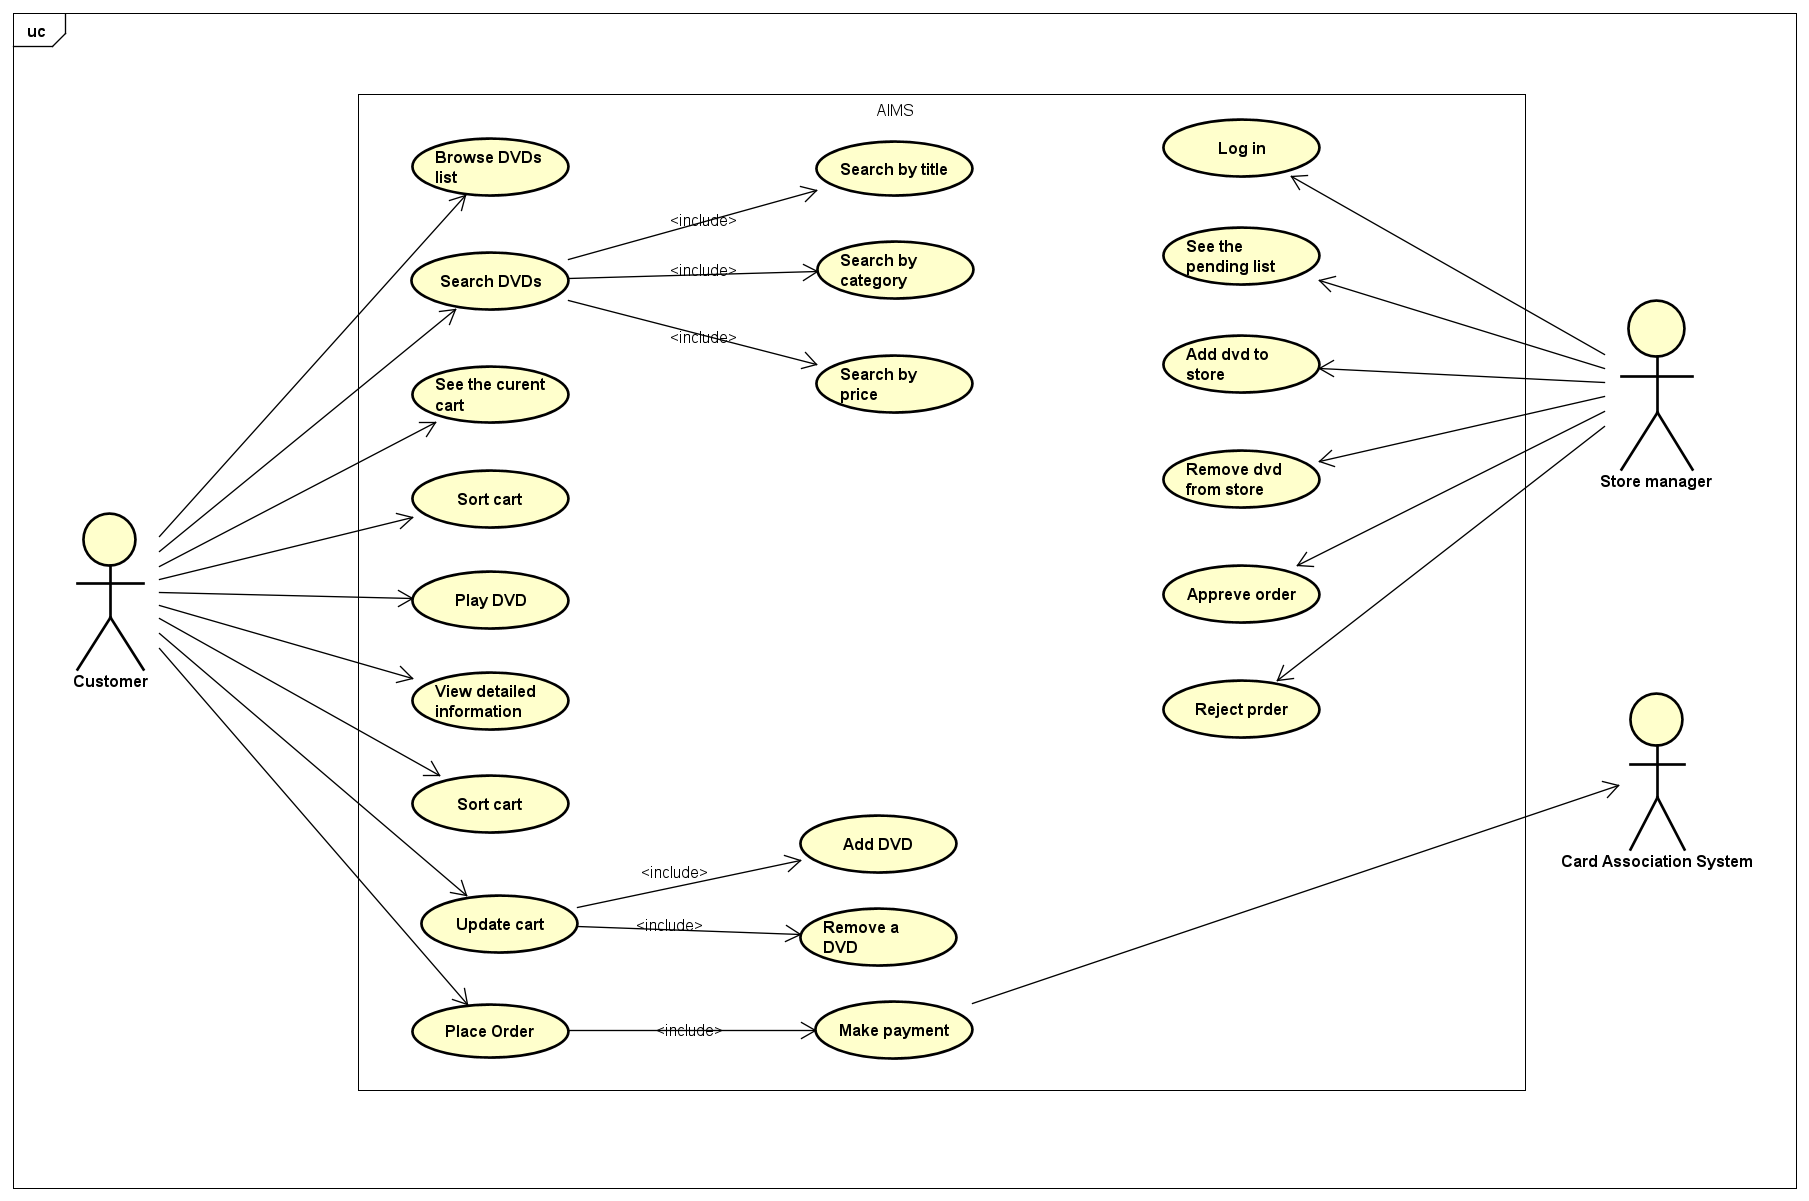 uc
AIMS
Browse DVDs
list
Search by title
Log in
<include>
See the
pending list
Search DVDs
<include>
Search by
category
<include>
Add dvd to
store
See the curent
cart
Search by
price
Store manager
Sort cart
Remove dvd
from store
Play DVD
Appreve order
Customer
View detailed
information
Reject prder
Sort cart
Add DVD
Card Association System
<include>
Update cart
<include>
Remove a
DVD
Place Order
<include>
Make payment